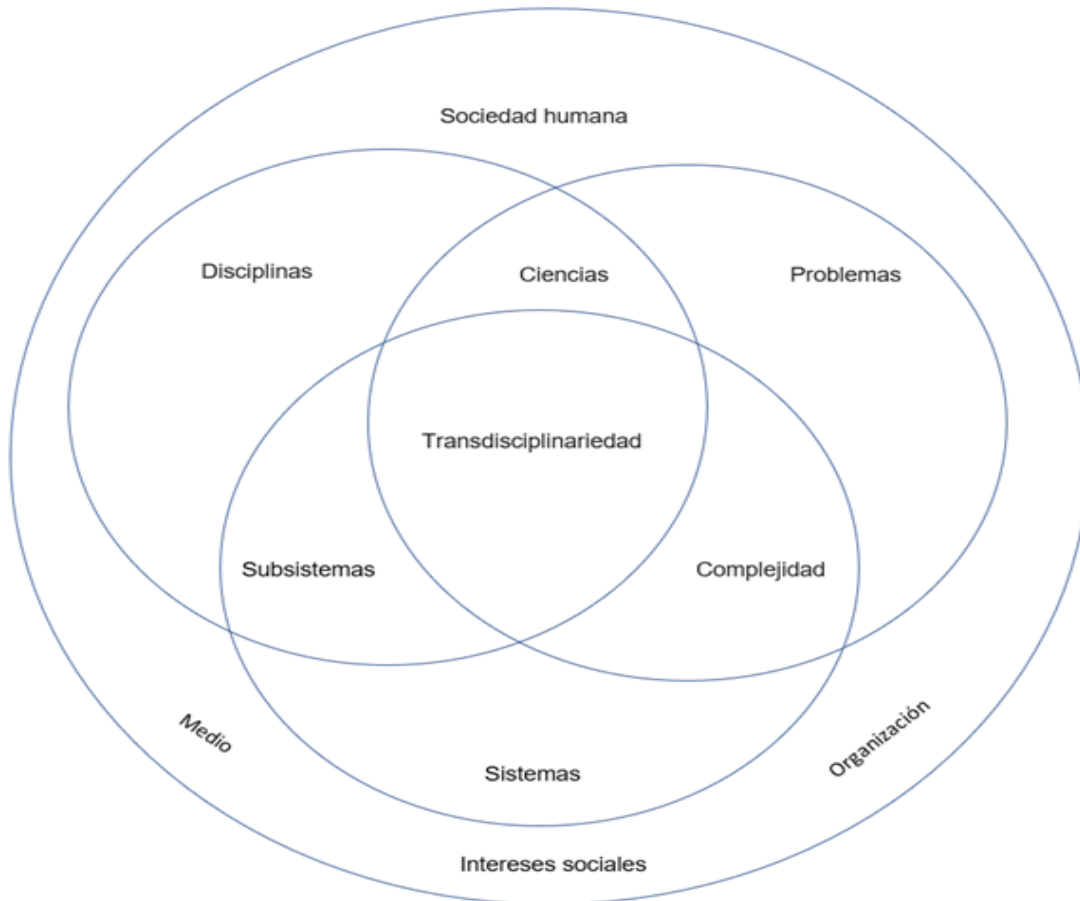 Sociedad humana
Disciplinas
Ciencias
Problemas
Transdisciplinariedad
Subsistemas
Complejidad
Medio
Organización
Sistemas
Intereses sociales